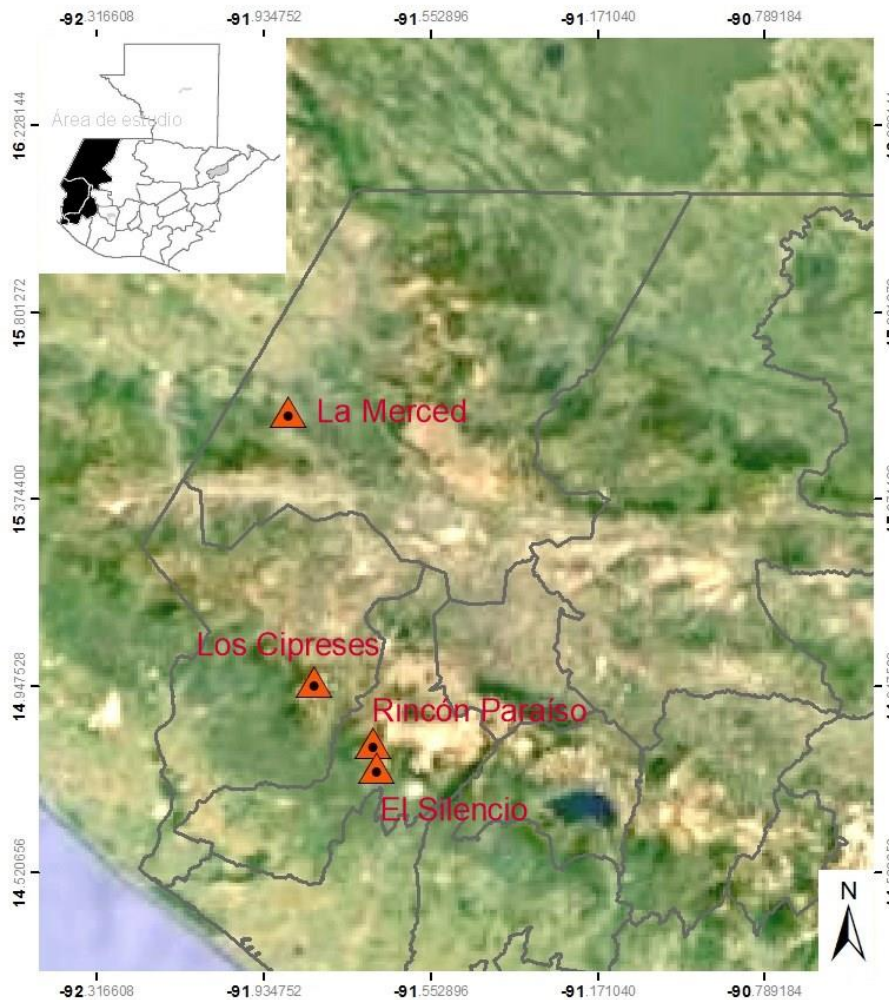 -92.316608 -91.934752 -91.552896 -91.171040 -90.789184
Área de estudio
16.228144
15.801272
La Merced
15.374400
Los Cipreses
14.947528
14.947528
Rincón Paraíso
El Silencio
14.520656
N
-92.316608 -91.934752 -91.552896 -91.171040 -90.789184